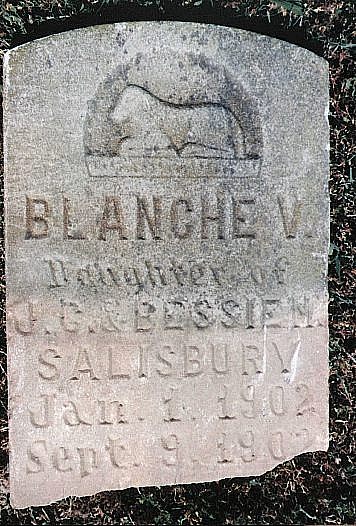 BLANCHE V.
Daughter of
J. C. & BESSIE M.
SALISBURY
Jan. 1. 1902
Sept. 9. 1902